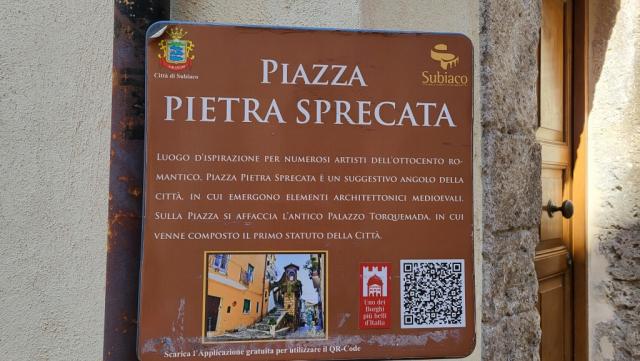 Città di Subiaco
Subiaco
PIAZZA
PIETRA SPRECATA
LUOGO D'ISPIRAZIONE PER NUMEROSI ARTISTI DELL'OTTOCENTO RO-
MANTICO, PIAZZA PIETRA SPRECATA È UN SUGGESTIVO ANGOLO DELLA
CITTÀ, IN CUI EMERGONO ELEMENTI ARCHITETTONICI MEDIOEVALI.
SULLA PIAZZA SI AFFACCIA L'ANTICO PALAZZO TORQUEMADA, IN CUI
VENNE COMPOSTO IL PRIMO STATUTO DELLA CITTÀ.
Uno dei
Borghi
più belli
d'Italia
Scarica l'Applicazione gratuita per utilizzare il QR-Code